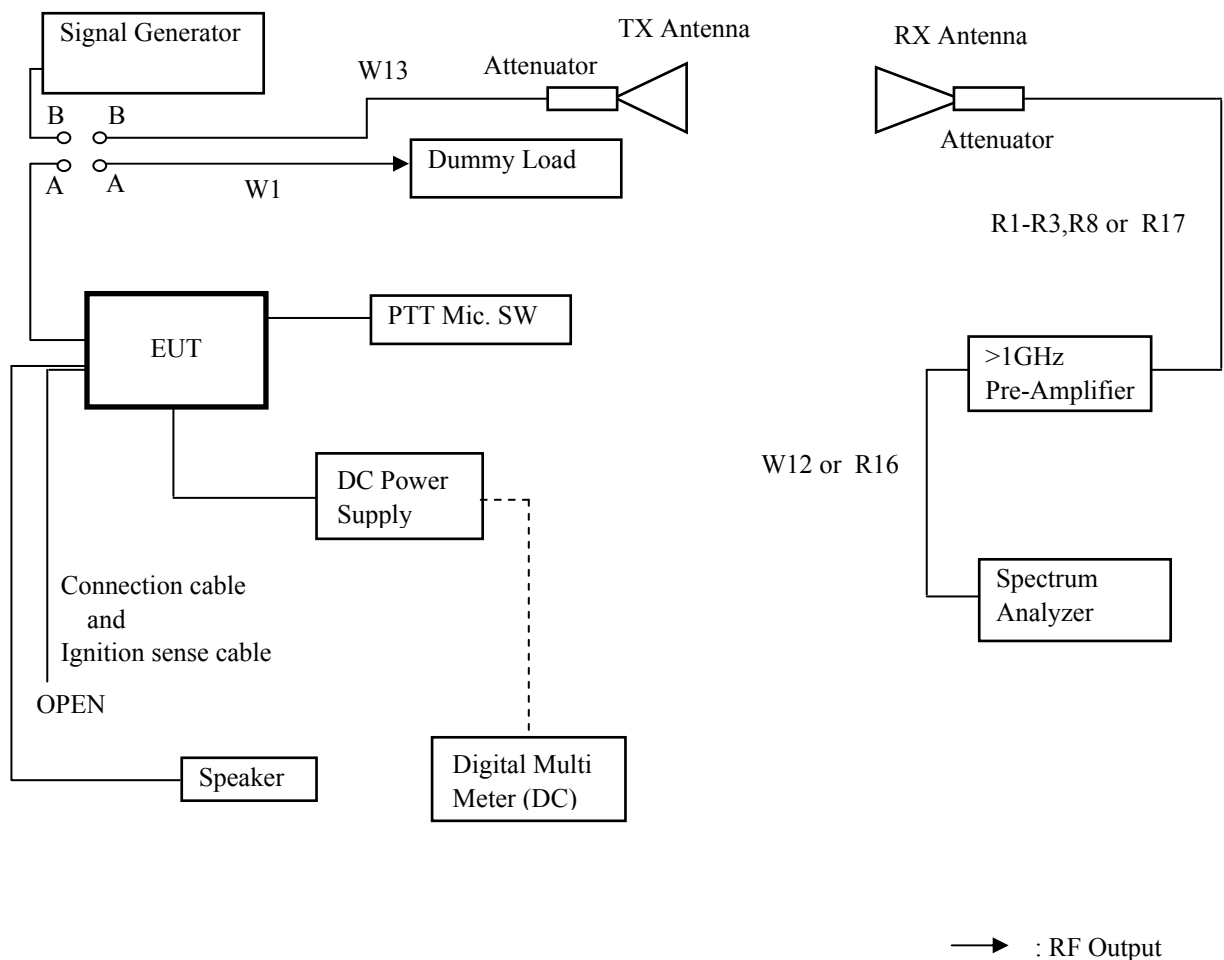 Signal Generator
TX Antenna
RX Antenna
W13
Attenuator
B
B
Attenuator
Dummy Load
A
A
W1
R1-R3,R8 or R17
PTT Mic. SW
EUT
>1GHz
Pre-Amplifier
W12 or R16
DC Power
Supply
Connection cable
and
Ignition sense cable
Spectrum
Analyzer
OPEN
Speaker
Digital Multi
Meter (DC)
: RF Output